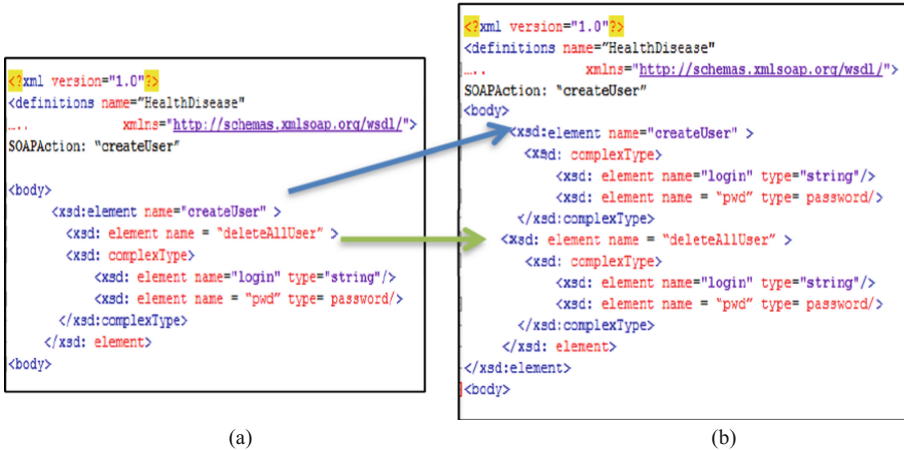 <?xml version="1.0"?>
<definitions name="HealthDisease"
..... xmlns="http://schemas.xmlsoap.org/wsdl/">
SOAPAction: "createUser"
<body>
<xsd:element name="createUser" >
<xsd: element name = "deleteAllUser" >
<xsd: complexType>
<xsd: element name="login" type="string"/>
<xsd: element name = "pwd" type= password/>
</xsd:complexType>
</xsd: element>
<body>
(a)
<?xml version="1.0"?>
<definitions name="HealthDisease"
..... xmlns="http://schemas.xmlsoap.org/wsdl/">
SOAPAction: "createUser"
<body>
<xsd:element name="createUser" >
<xsd: complexType>
<xsd: element name="login" type="string"/>
<xsd: element name = "pwd" type= password/>
</xsd:complexType>
<xsd: element name = "deleteAllUser" >
<xsd: complexType>
<xsd: element name="login" type="string"/>
<xsd: element name = "pwd" type= password/>
</xsd:complexType>
</xsd: element>
</xsd:element>
<body>
(b)